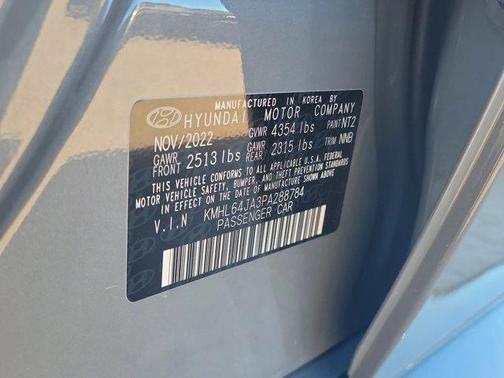 MANUFACTURED IN KOREA BY
HYUNDAI MOTOR COMPANY
NOV/2022 GVWR 4354 lbs PAINT NT2
GAWR FRONT 2513 lbs GAWR REAR 2315 lbs TRIM NNB
THIS VEHICLE CONFORMS TO ALL APPLICABLE U.S.A. FEDERAL
MOTOR VEHICLE SAFETY, BUMPER, AND THEFT PREVENTION STANDARDS
IN EFFECT ON THE DATE OF MANUFACTURE SHOWN ABOVE.
V.I.N KMHL64JA3PA288784
PASSENGER CAR